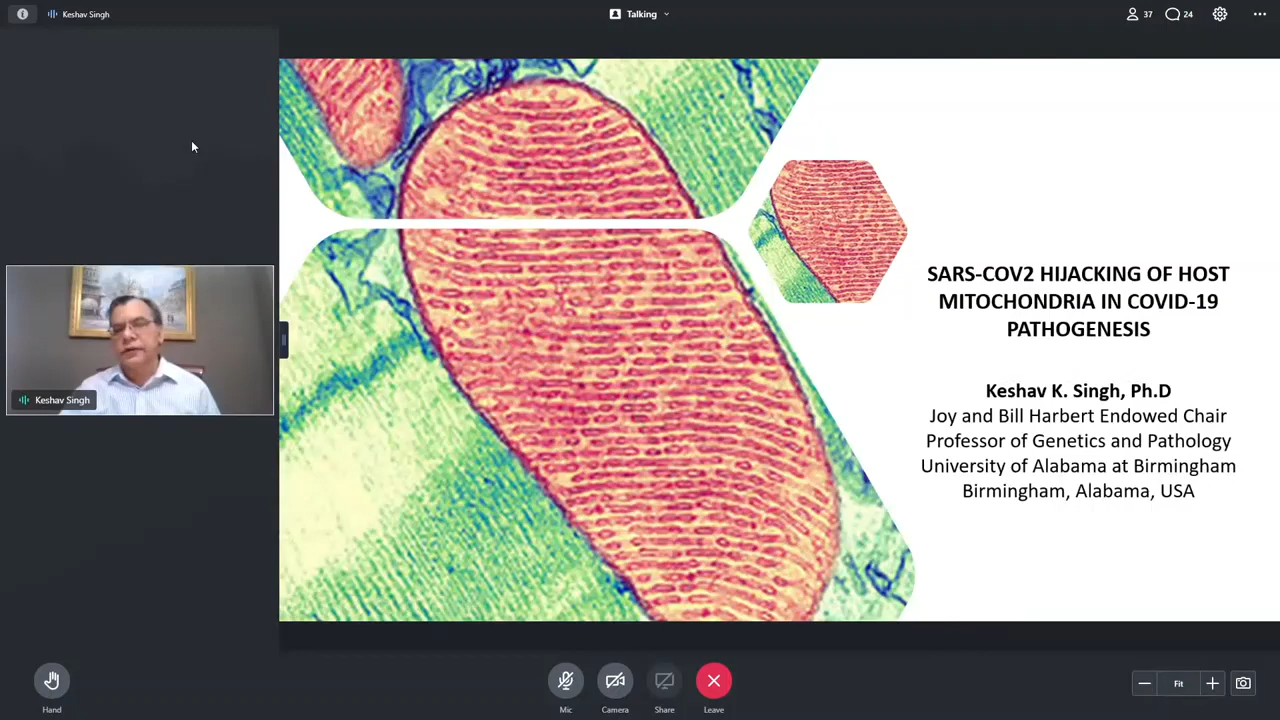 Keshav Singh
Talking
37
24
Keshav Singh
SARS-COV2 HIJACKING OF HOST
MITOCHONDRIA IN COVID-19
PATHOGENESIS
Keshav K. Singh, Ph.D
Joy and Bill Harbert Endowed Chair
Professor of Genetics and Pathology
University of Alabama at Birmingham
Birmingham, Alabama, USA
Hand
Mic
Camera
Share
Leave
Fit